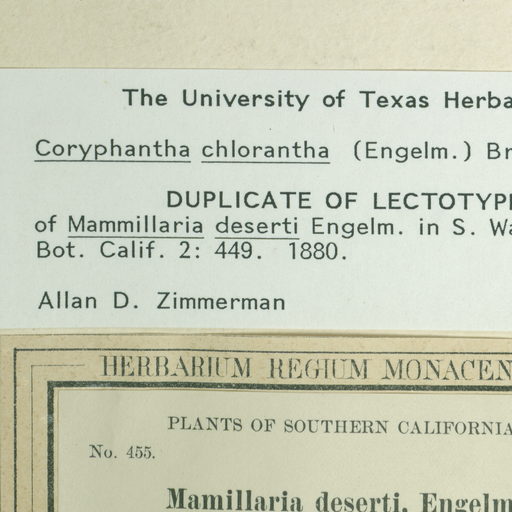 The University of Texas Herba
Coryphantha chlorantha (Engelm.) Br
DUPLICATE OF LECTOTYPE
of Mammillaria deserti Engelm. in S. Wa
Bot. Calif. 2: 449. 1880.
Allan D. Zimmerman
HERBARIUM REGIUM MONACEN
PLANTS OF SOUTHERN CALIFORNIA
No. 455.
Mamillaria deserti, Engelm